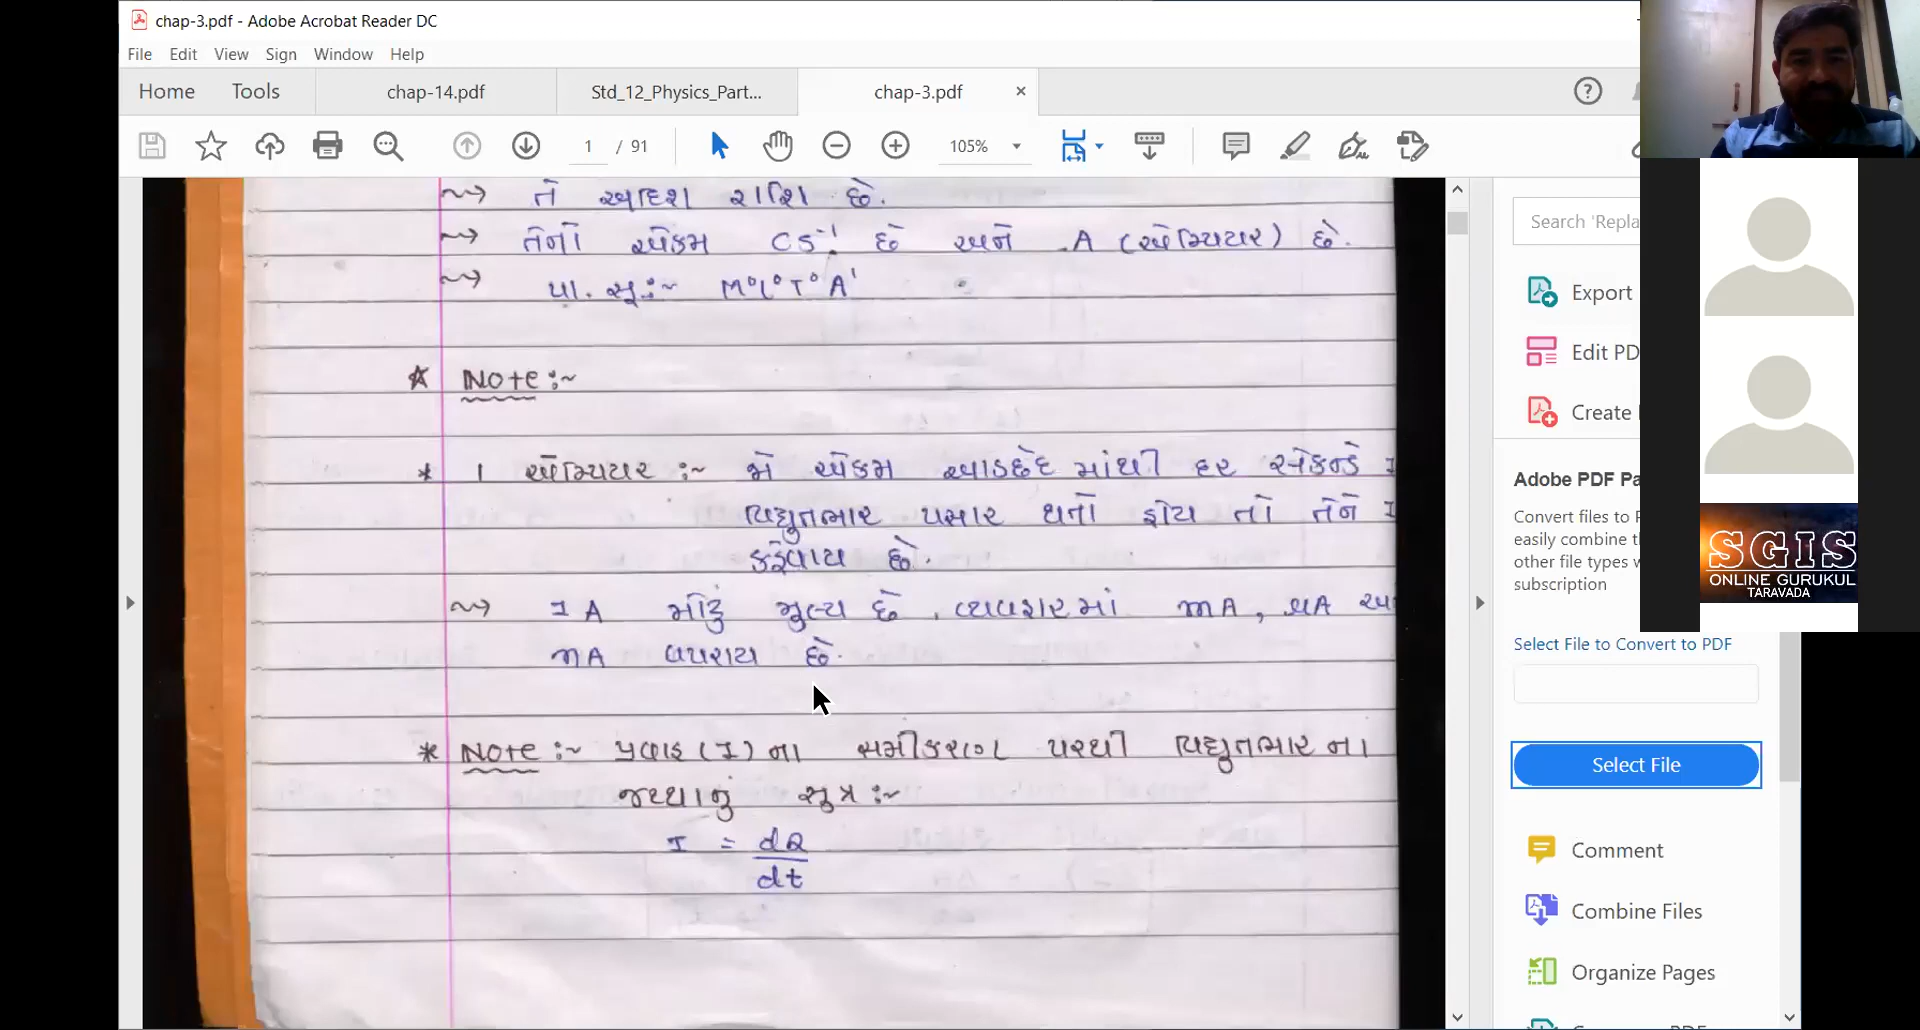 chap-3.pdf - Adobe Acrobat Reader DC
File Edit View Sign Window Help
Home Tools chap-14.pdf Std_12_Physics_Part... chap-3.pdf
1 / 91 105%
તે અદિશ રાશિ છે.
તેનો એકમ CS⁻¹ છે અને A (એમ્પિયર) છે.
પા. સૂ :~ M⁰L⁰T⁰A¹
Note :~
* 1 એમ્પિયર :~ જો એકમ આડછેદ માંથી દર સેકન્ડે
વિદ્યુતભાર પસાર થતો હોય તો તેને
કહેવાય છે.
1 A મોટું મુલ્ય છે. વ્યવહારમાં mA, μA
nA વપરાય છે.
* Note :~ પ્રવાહ (I) ના સમીકરણ પરથી વિદ્યુતભાર ના
જથ્થાનું સુત્ર :~
I = dQ
dt
Search 'Repla
Export
Edit PD
Create
Adobe PDF Pa
Convert files to
easily combine
other file types
subscription
Select File to Convert to PDF
Select File
Comment
Combine Files
Organize Pages
SGIS
ONLINE GURUKUL
TARAVADA